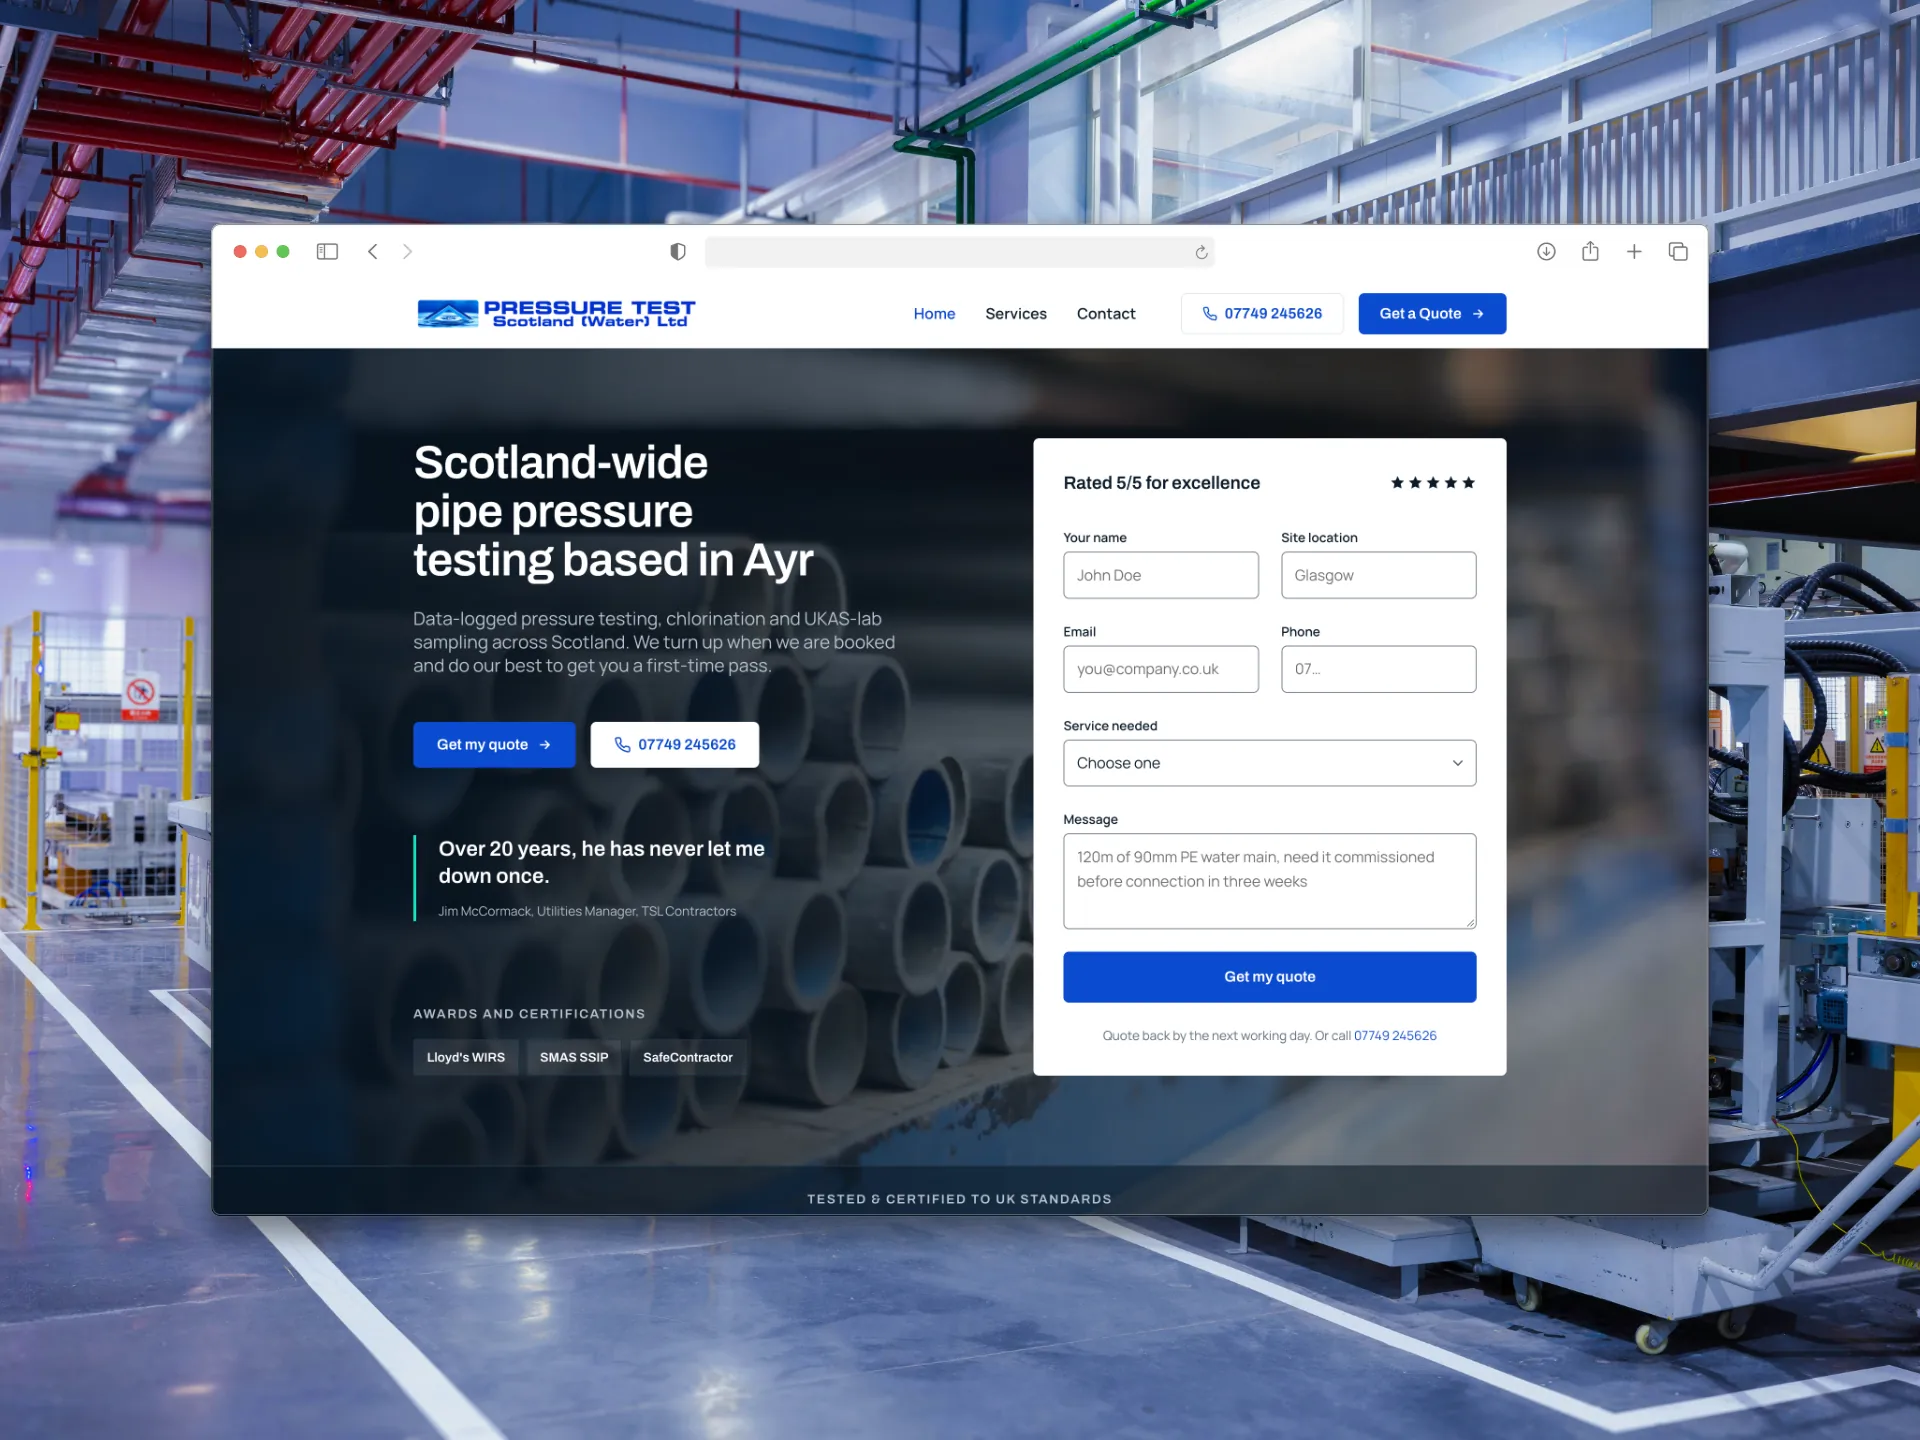 PRESSURE TEST
Scotland (Water) Ltd
Home
Services
Contact
07749 245626
Get a Quote
Scotland-wide
pipe pressure
testing based in Ayr
Data-logged pressure testing, chlorination and UKAS-lab
sampling across Scotland. We turn up when we are booked
and do our best to get you a first-time pass.
Get my quote
07749 245626
Over 20 years, he has never let me
down once.
Jim McCormack, Utilities Manager, TSL Contractors
AWARDS AND CERTIFICATIONS
Lloyd's WIRS
SMAS SSIP
SafeContractor
Rated 5/5 for excellence
Your name
Site location
John Doe
Glasgow
Email
Phone
you@company.co.uk
07...
Service needed
Choose one
Message
120m of 90mm PE water main, need it commissioned
before connection in three weeks
Get my quote
Quote back by the next working day. Or call 07749 245626
TESTED & CERTIFIED TO UK STANDARDS